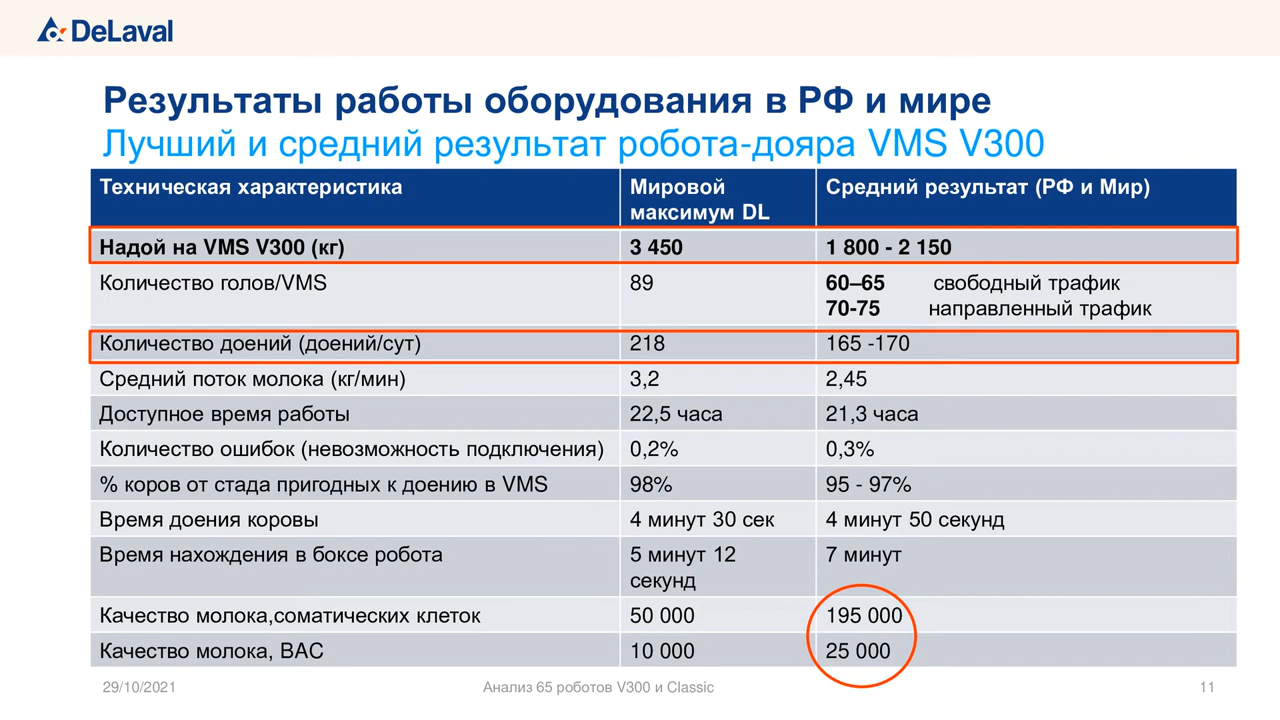 DeLaval
Результаты работы оборудования в РФ и мире
Лучший и средний результат робота-дояра VMS V300
Техническая характеристика Мировой максимум DL Средний результат (РФ и Мир)
Надой на VMS V300 (кг) 3 450 1 800 - 2 150
Количество голов/VMS 89 60–65 свободный трафик
70-75 направленный трафик
Количество доений (доений/сут) 218 165 -170
Средний поток молока (кг/мин) 3,2 2,45
Доступное время работы 22,5 часа 21,3 часа
Количество ошибок (невозможность подключения) 0,2% 0,3%
% коров от стада пригодных к доению в VMS 98% 95 - 97%
Время доения коровы 4 минут 30 сек 4 минут 50 секунд
Время нахождения в боксе робота 5 минут 12 секунд 7 минут
Качество молока,соматических клеток 50 000 195 000
Качество молока, ВАС 10 000 25 000
29/10/2021 Анализ 65 роботов V300 и Classic 11